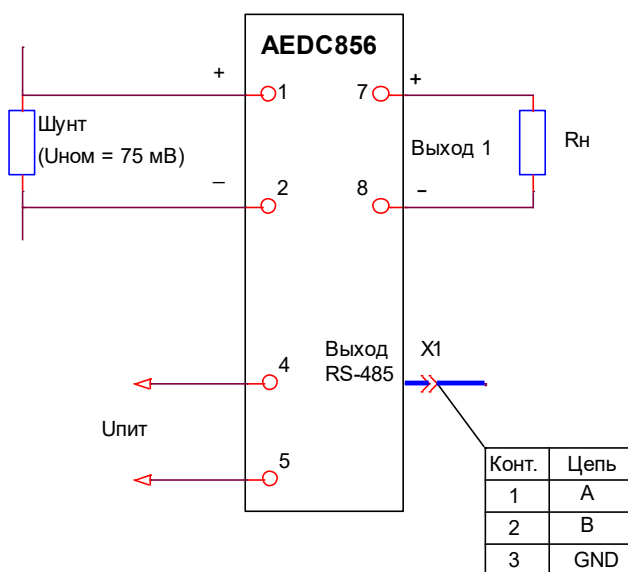 AEDC856
+
1
7
+
Шунт
(Uном = 75 мВ)
Выход 1
Rн
–
2
8
–
4
Выход
RS-485
X1
Uпит
5
Конт. Цепь
1 A
2 B
3 GND